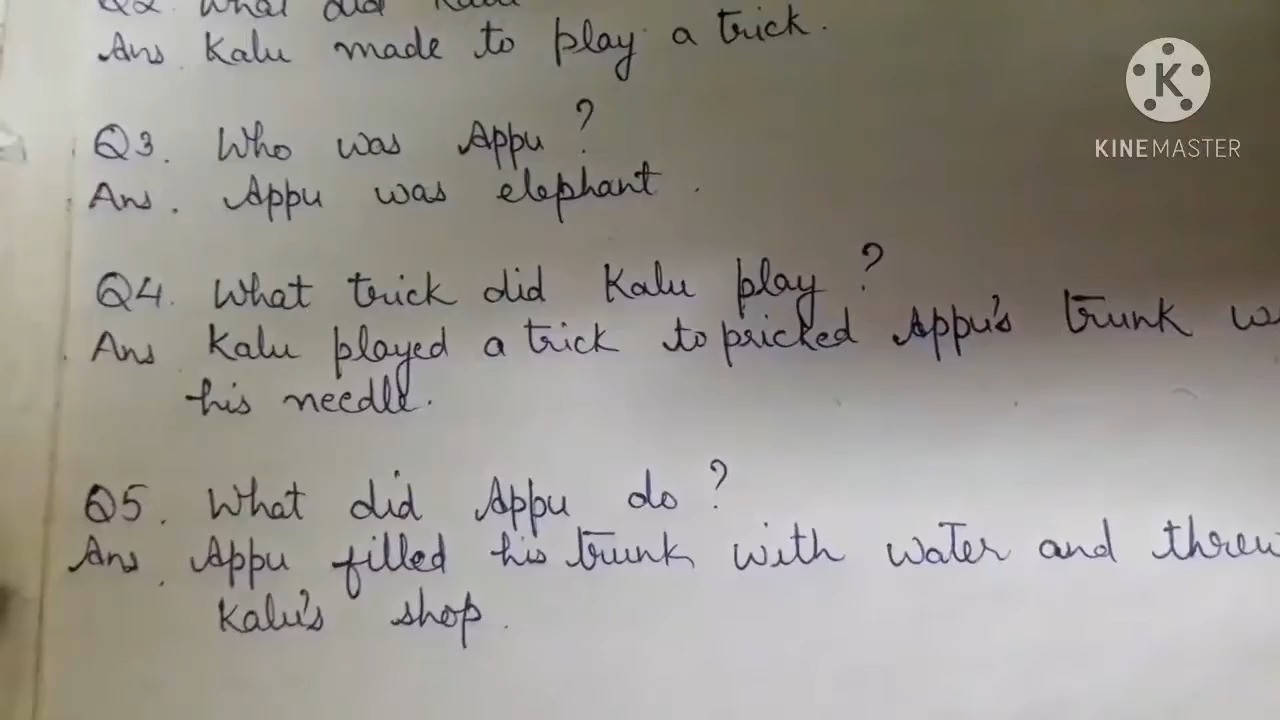 Ans Kalu made to play a trick.
KINEMASTER
Q3. Who was Appu ?
Ans. Appu was elephant.
Q4. What trick did Kalu play ?
Ans Kalu played a trick to pricked Appu's trunk
his needle.
Q5. What did Appu do ?
Ans. Appu filled his trunk with water and threw
Kalu's shop.